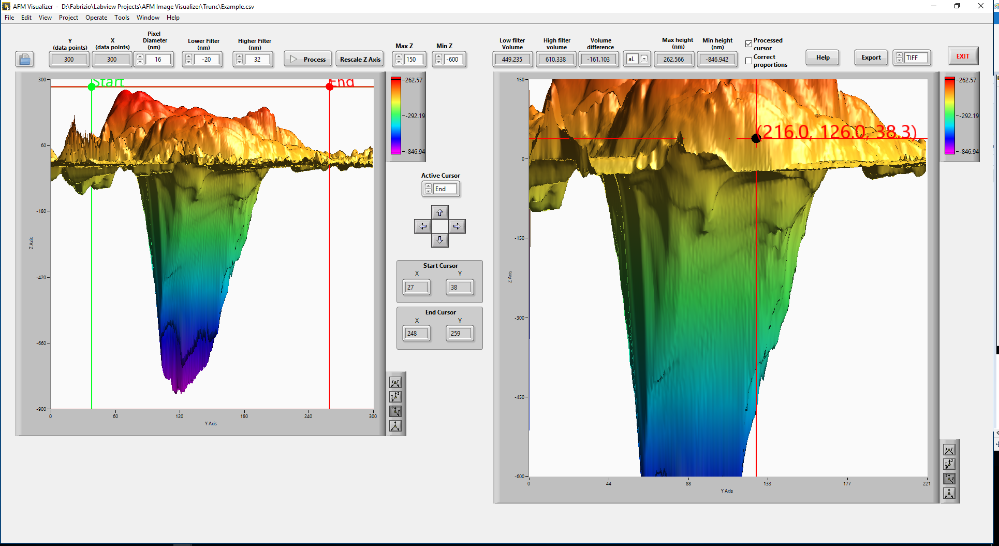 AFM Visualizer - D:\Fabrizio\Labview Projects\AFM Image Visualizer\Trunc\Example.csv
File Edit View Project Operate Tools Window Help
Y
(data points)
300
X
(data points)
300
Pixel
Diameter
(nm)
16
Lower Filter
(nm)
-20
Higher Filter
(nm)
32
Process
Rescale Z Axis
Max Z
150
Min Z
-600
Low filter
Volume
449.235
High filter
volume
610.338
Volume
difference
-161.103
aL
Max height
(nm)
262.566
Min height
(nm)
-846.942
Processed
cursor
Correct
proportions
Help
Export
TIFF
EXIT
Start
End
300
60
-180
-420
-660
-900
Z Axis
0 60 120 180 240 300
Y Axis
262.57
-292.19
-846.94
Active Cursor
End
Start Cursor
X Y
27 38
End Cursor
X Y
248 259
(216.0, 126.0, 38.3)
150
0
-150
-300
-450
-600
Z Axis
0 44 88 133 177 221
Y Axis
262.57
-292.19
-846.94